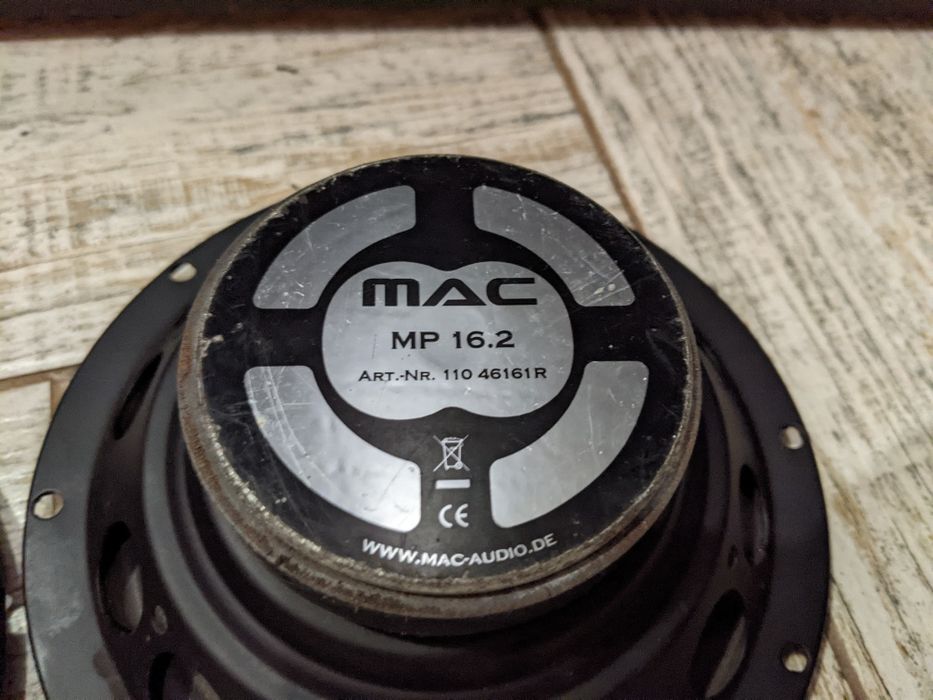 MAC
MP 16.2
ART.-NR. 110 46161R
CE
WWW.MAC-AUDIO.DE